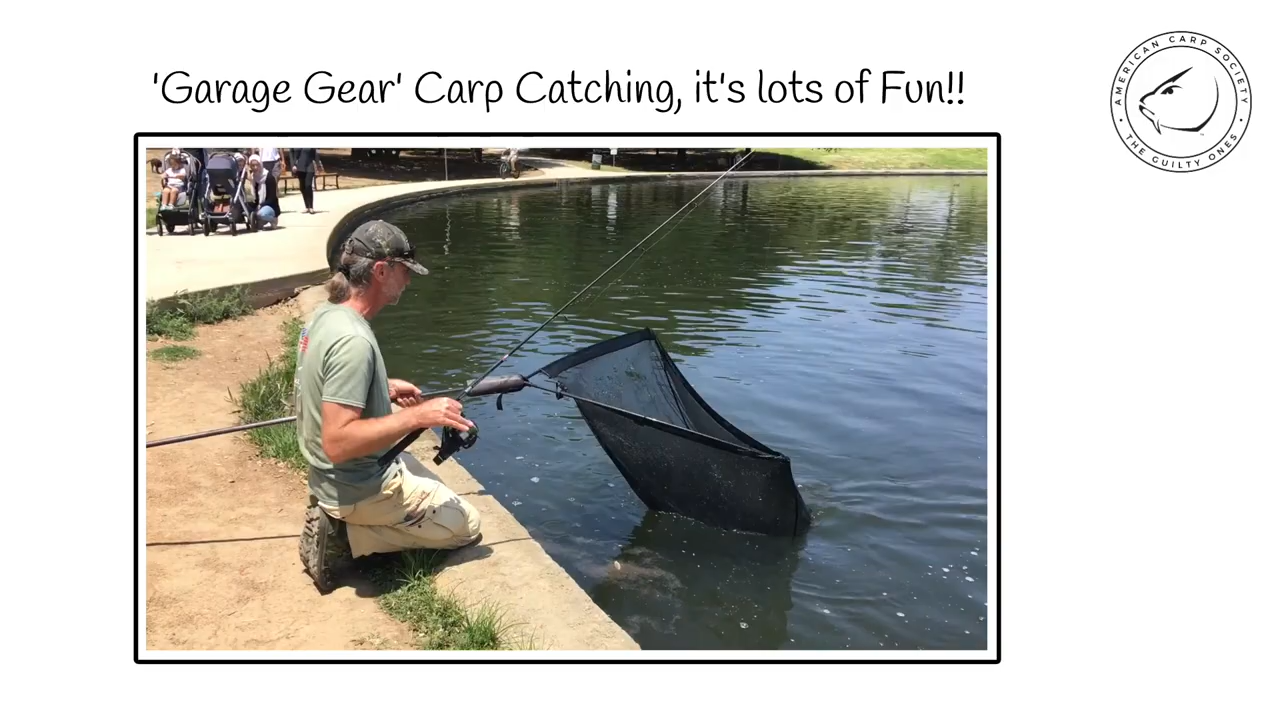 'Garage Gear' Carp Catching, it's lots of Fun!!
AMERICAN CARP SOCIETY
• THE GUILTY ONES •